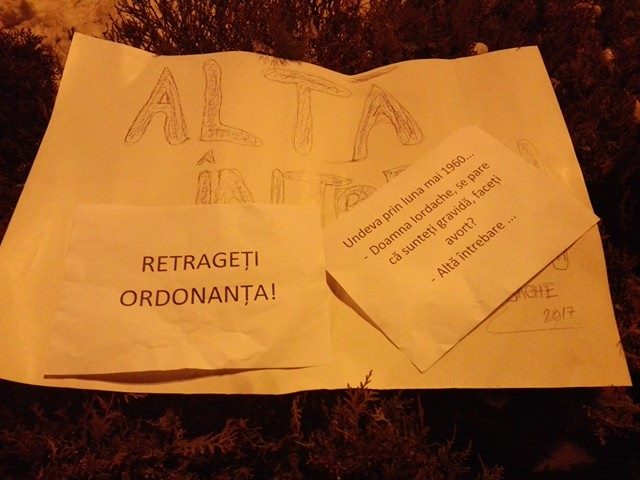 ALTĂ
RETRAGEȚI
ORDONANȚA!
Undeva prin luna mai 1960...
- Doamna Iordache, se pare
că sunteți gravidă, faceți
avort?
- Altă întrebare ...
2017